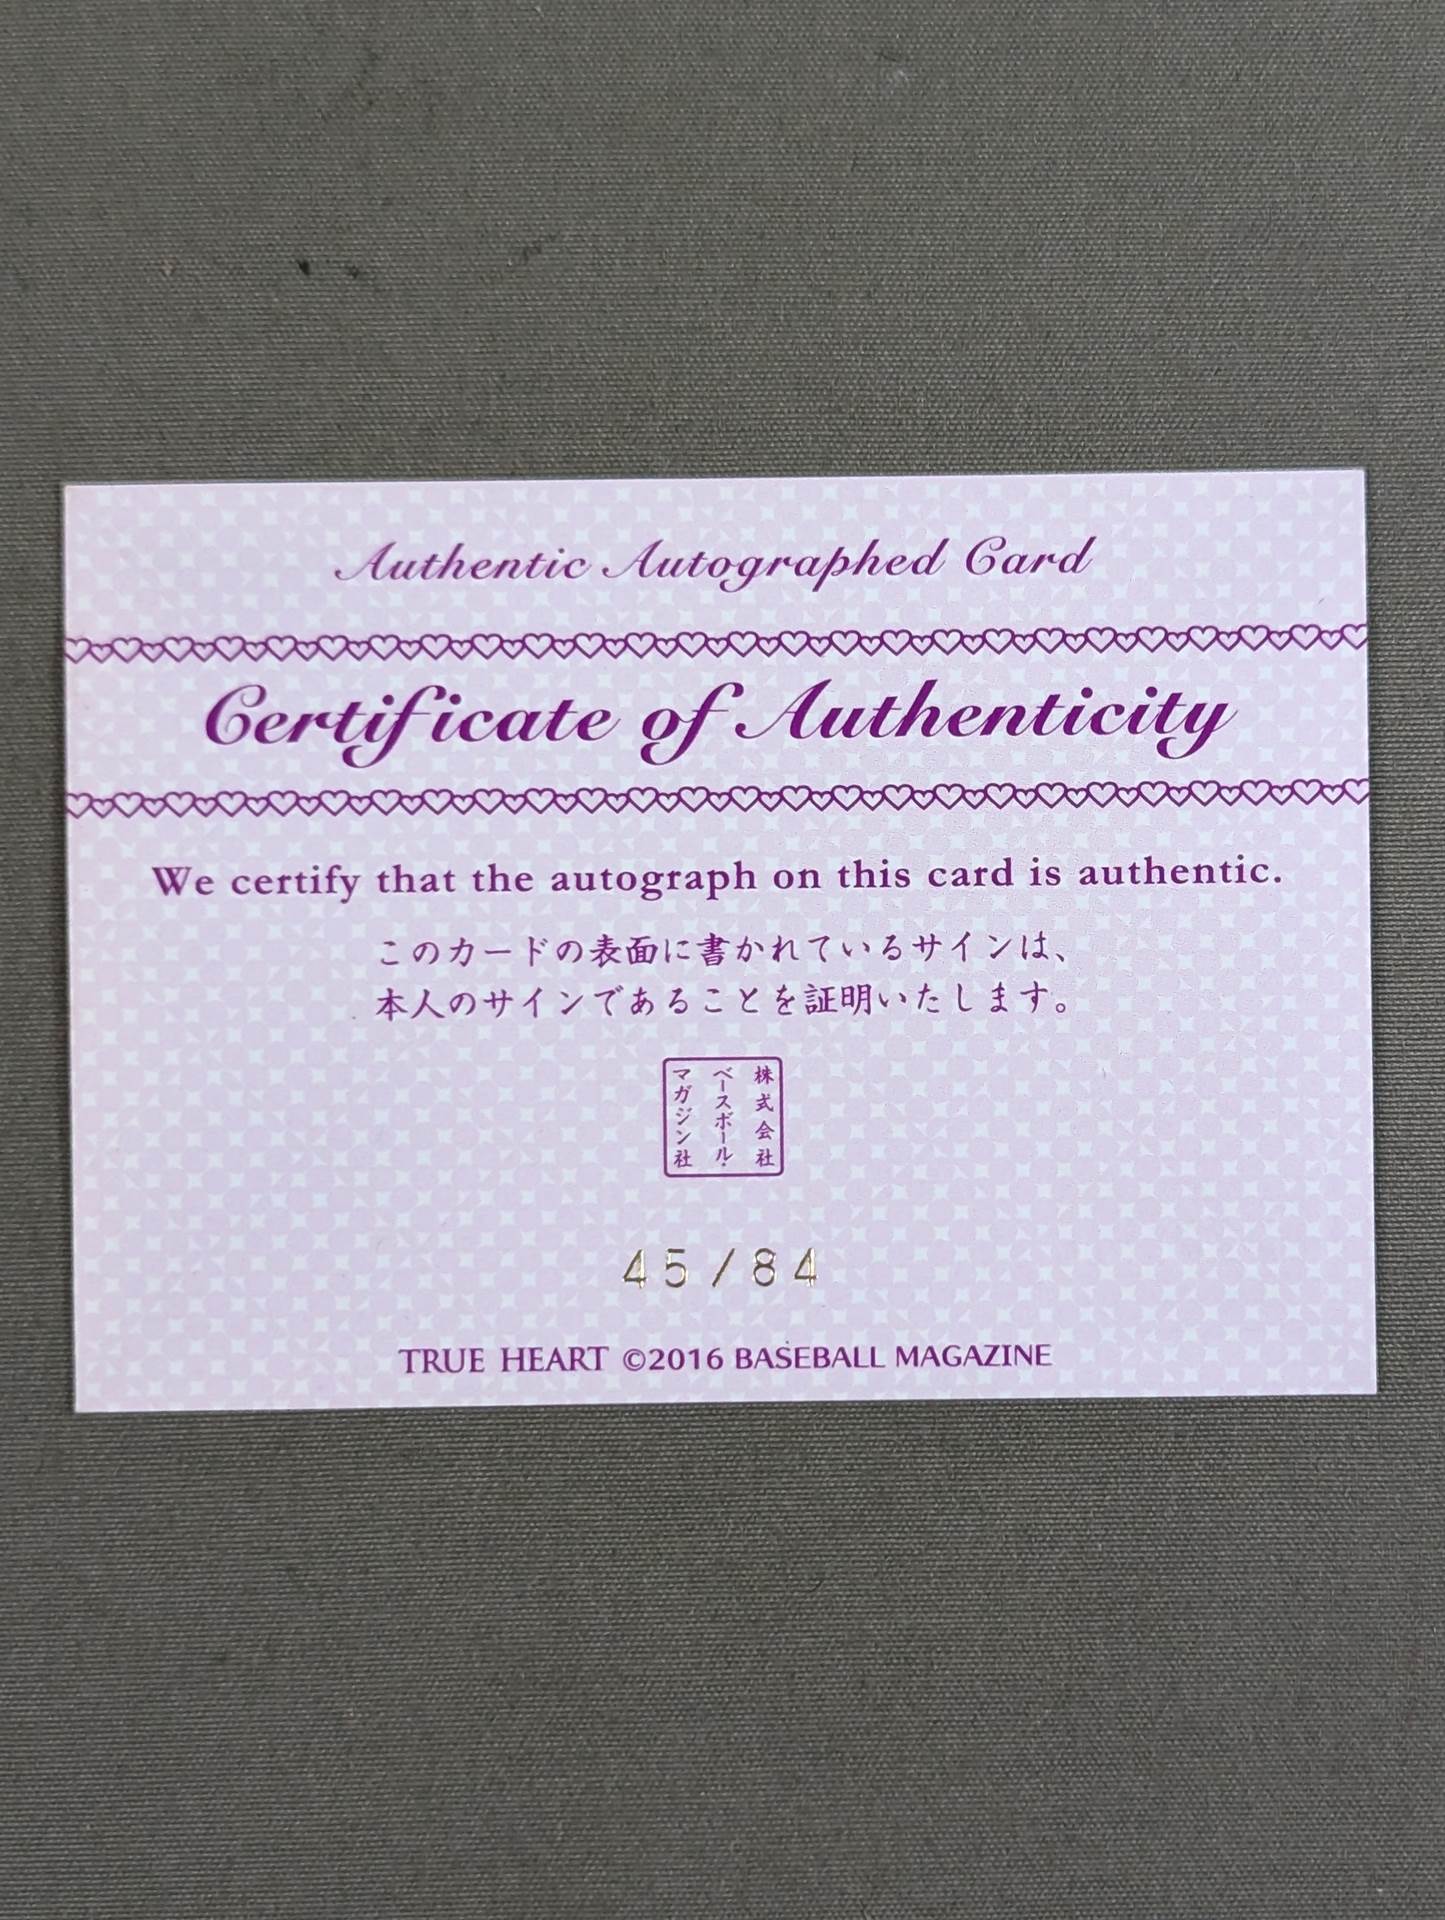 Authentic Autographed Card
Certificate of Authenticity
We certify that the autograph on this card is authentic.
このカードの表面に書かれているサインは、
本人のサインであることを証明いたします。
株式会社
ベースボール・
マガジン社
45/84
TRUE HEART ©2016 BASEBALL MAGAZINE